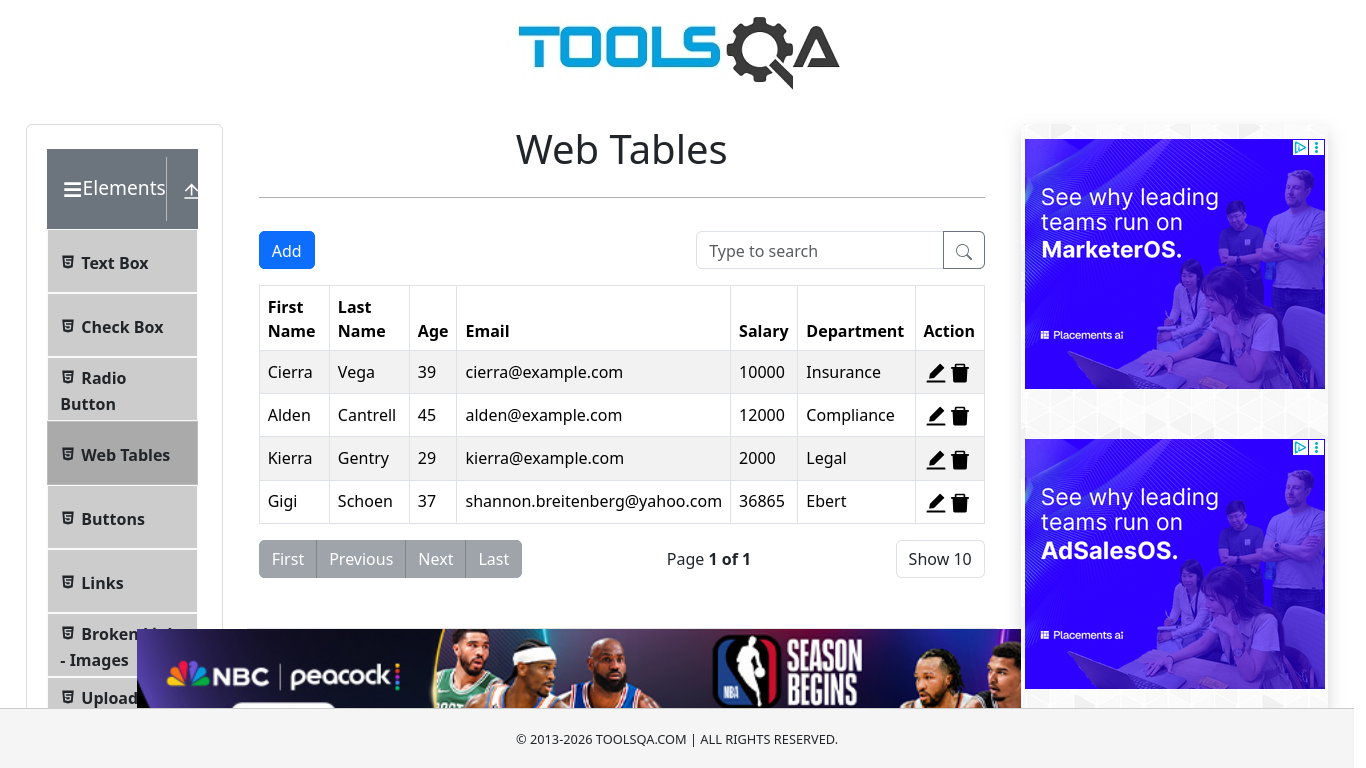 TOOLSQA
Elements
Text Box
Check Box
Radio
Button
Web Tables
Buttons
Links
Broken
- Images
Upload
Web Tables
Add
Type to search
First Name Last Name Age Email Salary Department Action
Cierra Vega 39 cierra@example.com 10000 Insurance
Alden Cantrell 45 alden@example.com 12000 Compliance
Kierra Gentry 29 kierra@example.com 2000 Legal
Gigi Schoen 37 shannon.breitenberg@yahoo.com 36865 Ebert
First Previous Next Last
Page 1 of 1
Show 10
See why leading
teams run on
MarketerOS.
Placements ai
See why leading
teams run on
AdSalesOS.
Placements ai
NBC | peacock
NBA
SEASON
BEGINS
© 2013-2026 TOOLSQA.COM | ALL RIGHTS RESERVED.